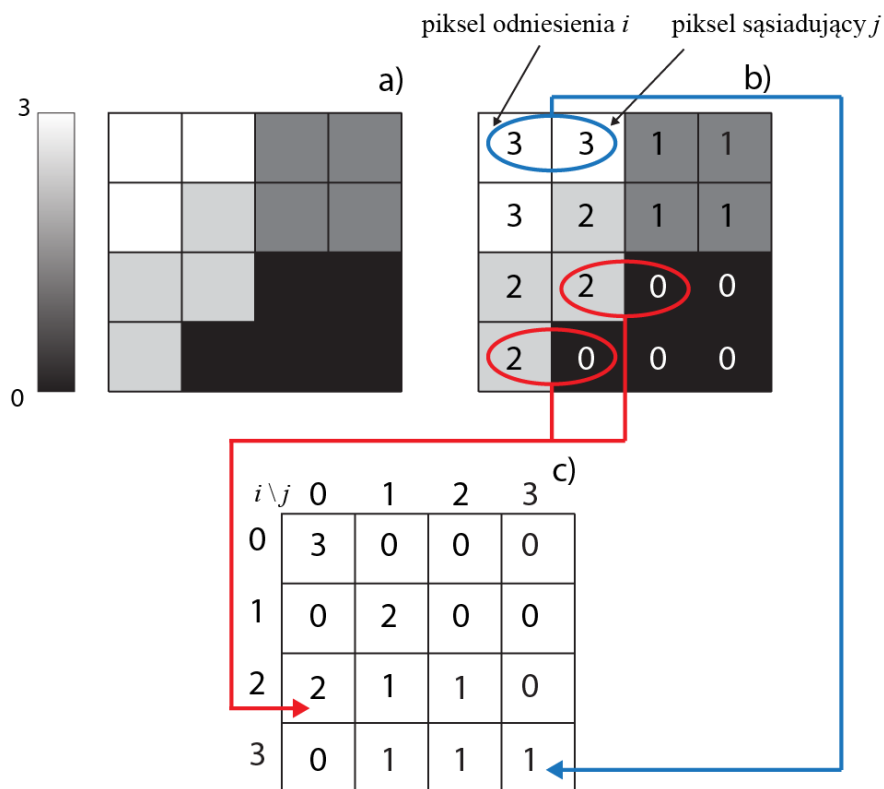 piksel odniesienia i piksel sąsiadujący j
a) b)
3
3 3 1 1
3 2 1 1
2 2 0 0
2 0 0 0
0
c)
i \ j 0 1 2 3
0 3 0 0 0
1 0 2 0 0
2 2 1 1 0
3 0 1 1 1